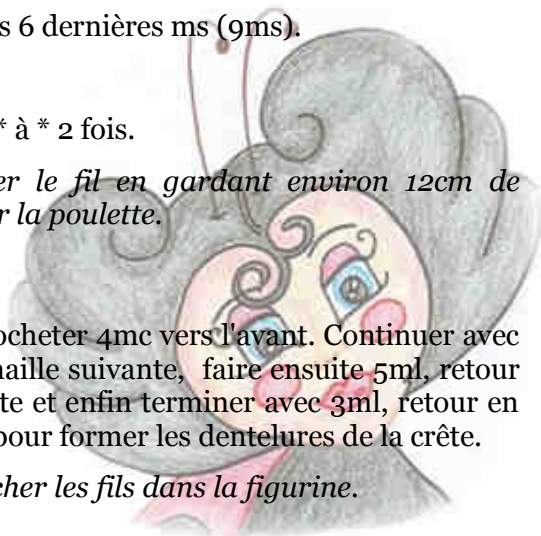 s 6 dernières ms (9ms).
* à * 2 fois.
er le fil en gardant environ 12cm de
r la poulette.
ocheter 4mc vers l'avant. Continuer avec
naille suivante, faire ensuite 5ml, retour
te et enfin terminer avec 3ml, retour en
pour former les dentelures de la crête.
cher les fils dans la figurine.